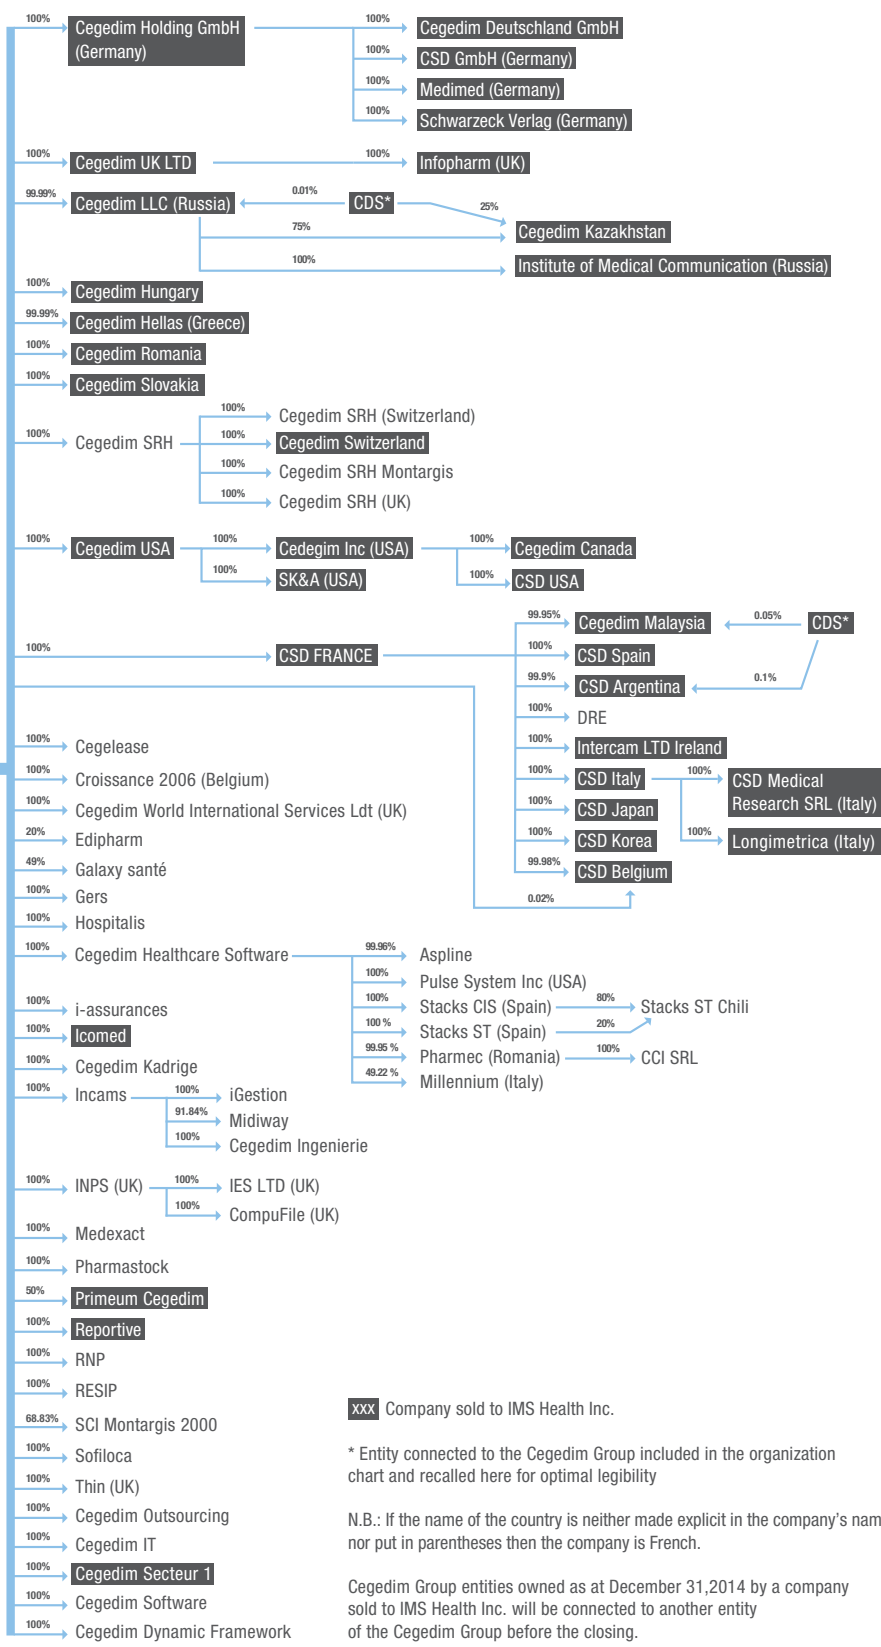 100% Cegedim Holding GmbH 100% Cegedim Deutschland GmbH
(Germany) 100% CSD GmbH (Germany)
100% Medimed (Germany)
100% Schwarzeck Verlag (Germany)
100% Cegedim UK LTD 100% Infopharm (UK)
99.99% Cegedim LLC (Russia) 0.01% CDS* 25%
75% Cegedim Kazakhstan
100% Institute of Medical Communication (Russia)
100% Cegedim Hungary
99.99% Cegedim Hellas (Greece)
100% Cegedim Romania
100% Cegedim Slovakia
100% Cegedim SRH (Switzerland)
100% Cegedim SRH 100% Cegedim Switzerland
100% Cegedim SRH Montargis
100% Cegedim SRH (UK)
100% Cegedim USA 100% Cedegim Inc (USA) 100% Cegedim Canada
100% SK&A (USA) 100% CSD USA
99.95% Cegedim Malaysia 0.05% CDS*
100% CSD FRANCE 100% CSD Spain
99.9% CSD Argentina 0.1%
100% DRE
100% Cegelease 100% Intercam LTD Ireland
100% Croissance 2006 (Belgium) 100% CSD Italy 100% CSD Medical
Research SRL (Italy)
100% Cegedim World International Services Ldt (UK) 100% CSD Japan
20% Edipharm 100% CSD Korea 100% Longimetrica (Italy)
49% Galaxy santé 99.98% CSD Belgium
100% Gers 0.02%
100% Hospitalis
100% Cegedim Healthcare Software 99.96% Aspline
100% Pulse System Inc (USA)
100% i-assurances 100% Stacks CIS (Spain) 80% Stacks ST Chili
100% Icomed 100 % Stacks ST (Spain) 20%
100% Cegedim Kadrige 99.95 % Pharmec (Romania) 100% CCI SRL
49.22 % Millennium (Italy)
100% Incams 100% iGestion
91.84% Midiway
100% Cegedim Ingenierie
100% INPS (UK) 100% IES LTD (UK)
100% CompuFile (UK)
100% Medexact
100% Pharmastock
50% Primeum Cegedim
100% Reportive
100% RNP
100% RESIP
68.83% SCI Montargis 2000
100% Sofiloca
100% Thin (UK)
100% Cegedim Outsourcing
100% Cegedim IT
100% Cegedim Secteur 1
100% Cegedim Software
100% Cegedim Dynamic Framework
XXX Company sold to IMS Health Inc.
* Entity connected to the Cegedim Group included in the organization
chart and recalled here for optimal legibility
N.B.: If the name of the country is neither made explicit in the company's nam
nor put in parentheses then the company is French.
Cegedim Group entities owned as at December 31,2014 by a company
sold to IMS Health Inc. will be connected to another entity
of the Cegedim Group before the closing.